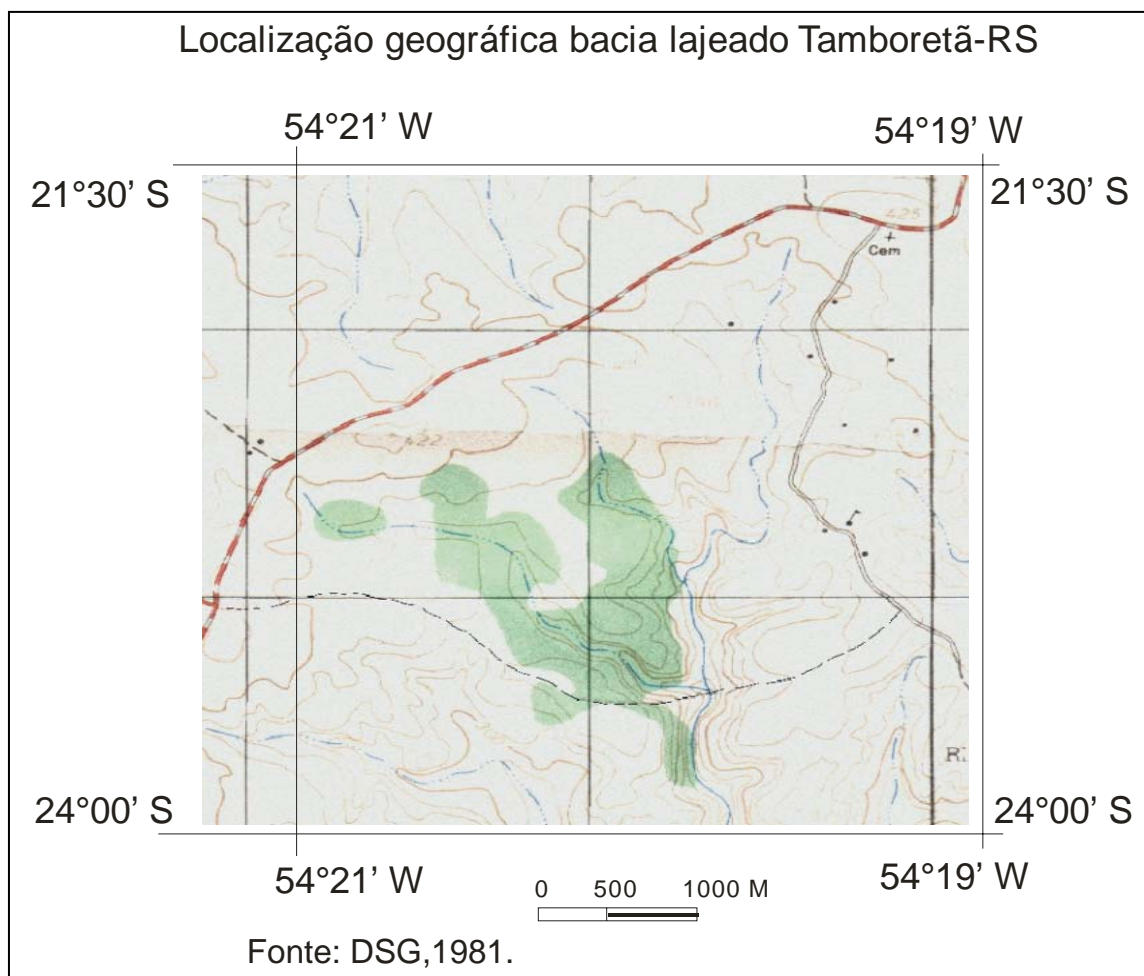 Localização geográfica bacia lajeado Tamboretã-RS
54°21’ W
54°19’ W
21°30’ S
21°30’ S
425
Cem
422
R.
24°00’ S
24°00’ S
54°21’ W
54°19’ W
0 500 1000 M
Fonte: DSG,1981.